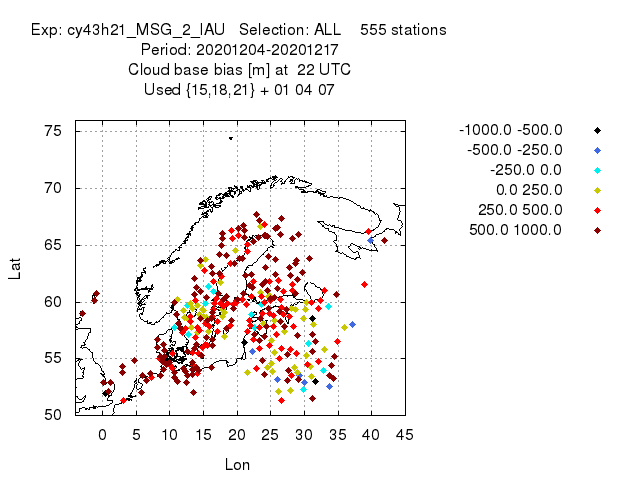 Exp: cy43h21_MSG_2_IAU   Selection: ALL    555 stations
Period: 20201204-20201217
Cloud base bias [m] at  22 UTC
Used {15,18,21} + 01 04 07
-1000.0 -500.0
-500.0 -250.0
-250.0 0.0
0.0 250.0
250.0 500.0
500.0 1000.0
75
70
65
60
55
50
Lat
0 5 10 15 20 25 30 35 40 45
Lon